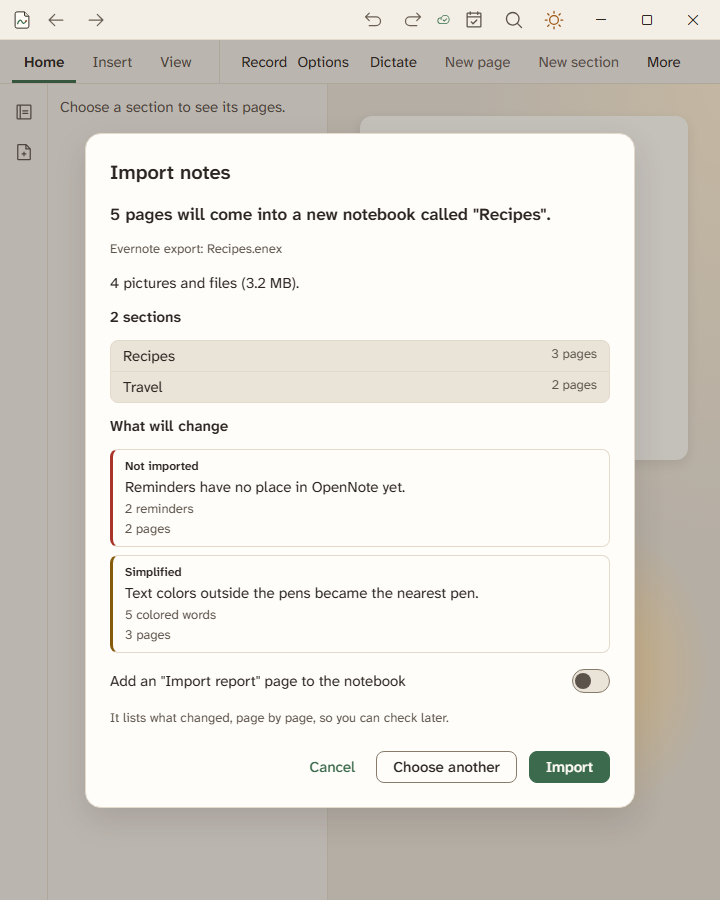 Home Insert View Record Options Dictate New page New section More
Choose a section to see its pages.
Import notes
5 pages will come into a new notebook called "Recipes".
Evernote export: Recipes.enex
4 pictures and files (3.2 MB).
2 sections
Recipes 3 pages
Travel 2 pages
What will change
Not imported
Reminders have no place in OpenNote yet.
2 reminders
2 pages
Simplified
Text colors outside the pens became the nearest pen.
5 colored words
3 pages
Add an "Import report" page to the notebook
It lists what changed, page by page, so you can check later.
Cancel Choose another Import